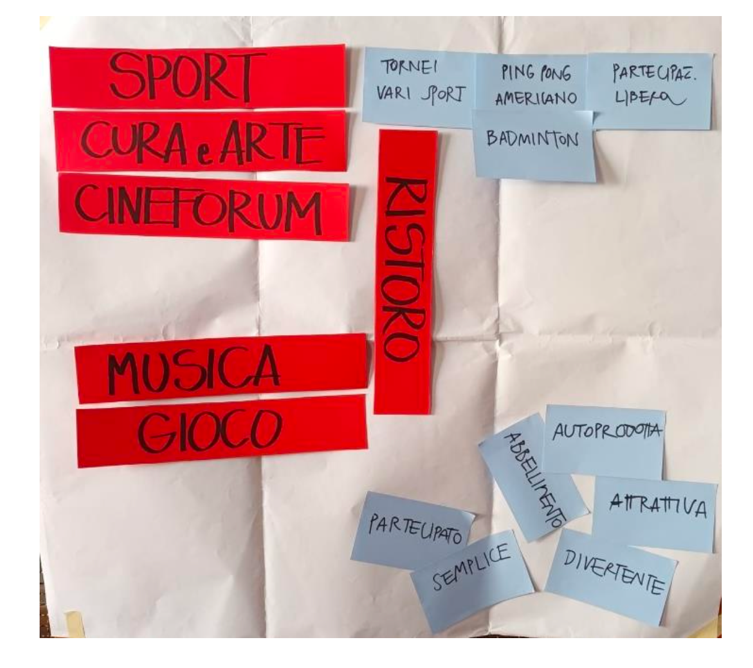 SPORT
CURA e ARTE
CINEFORUM
MUSICA
GIOCO
RISTORO
TORNEI
VARI SPORT
PING PONG
AMERICANO
PARTECIPAZ.
LIBERA
BADMINTON
ABBELLIMENTO
AUTOPRODOTTA
ATTRATTIVA
PARTECIPATO
SEMPLICE
DIVERTENTE